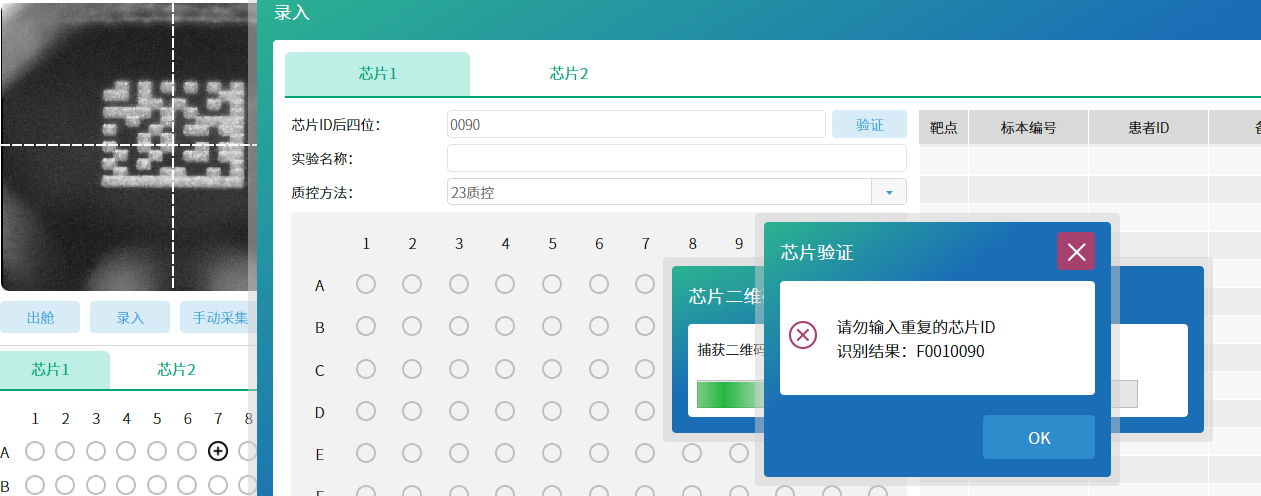 录入
芯片1
芯片2
芯片ID后四位：
0090
验证
实验名称：
质控方法：
23质控
靶点
标本编号
患者ID
1 2 3 4 5 6 7 8 9
A
B
C
D
E
芯片二维
捕获二维码
芯片验证
请勿输入重复的芯片ID
识别结果：F0010090
OK
出舱
录入
手动采集
芯片1
芯片2
1 2 3 4 5 6 7 8
A
B